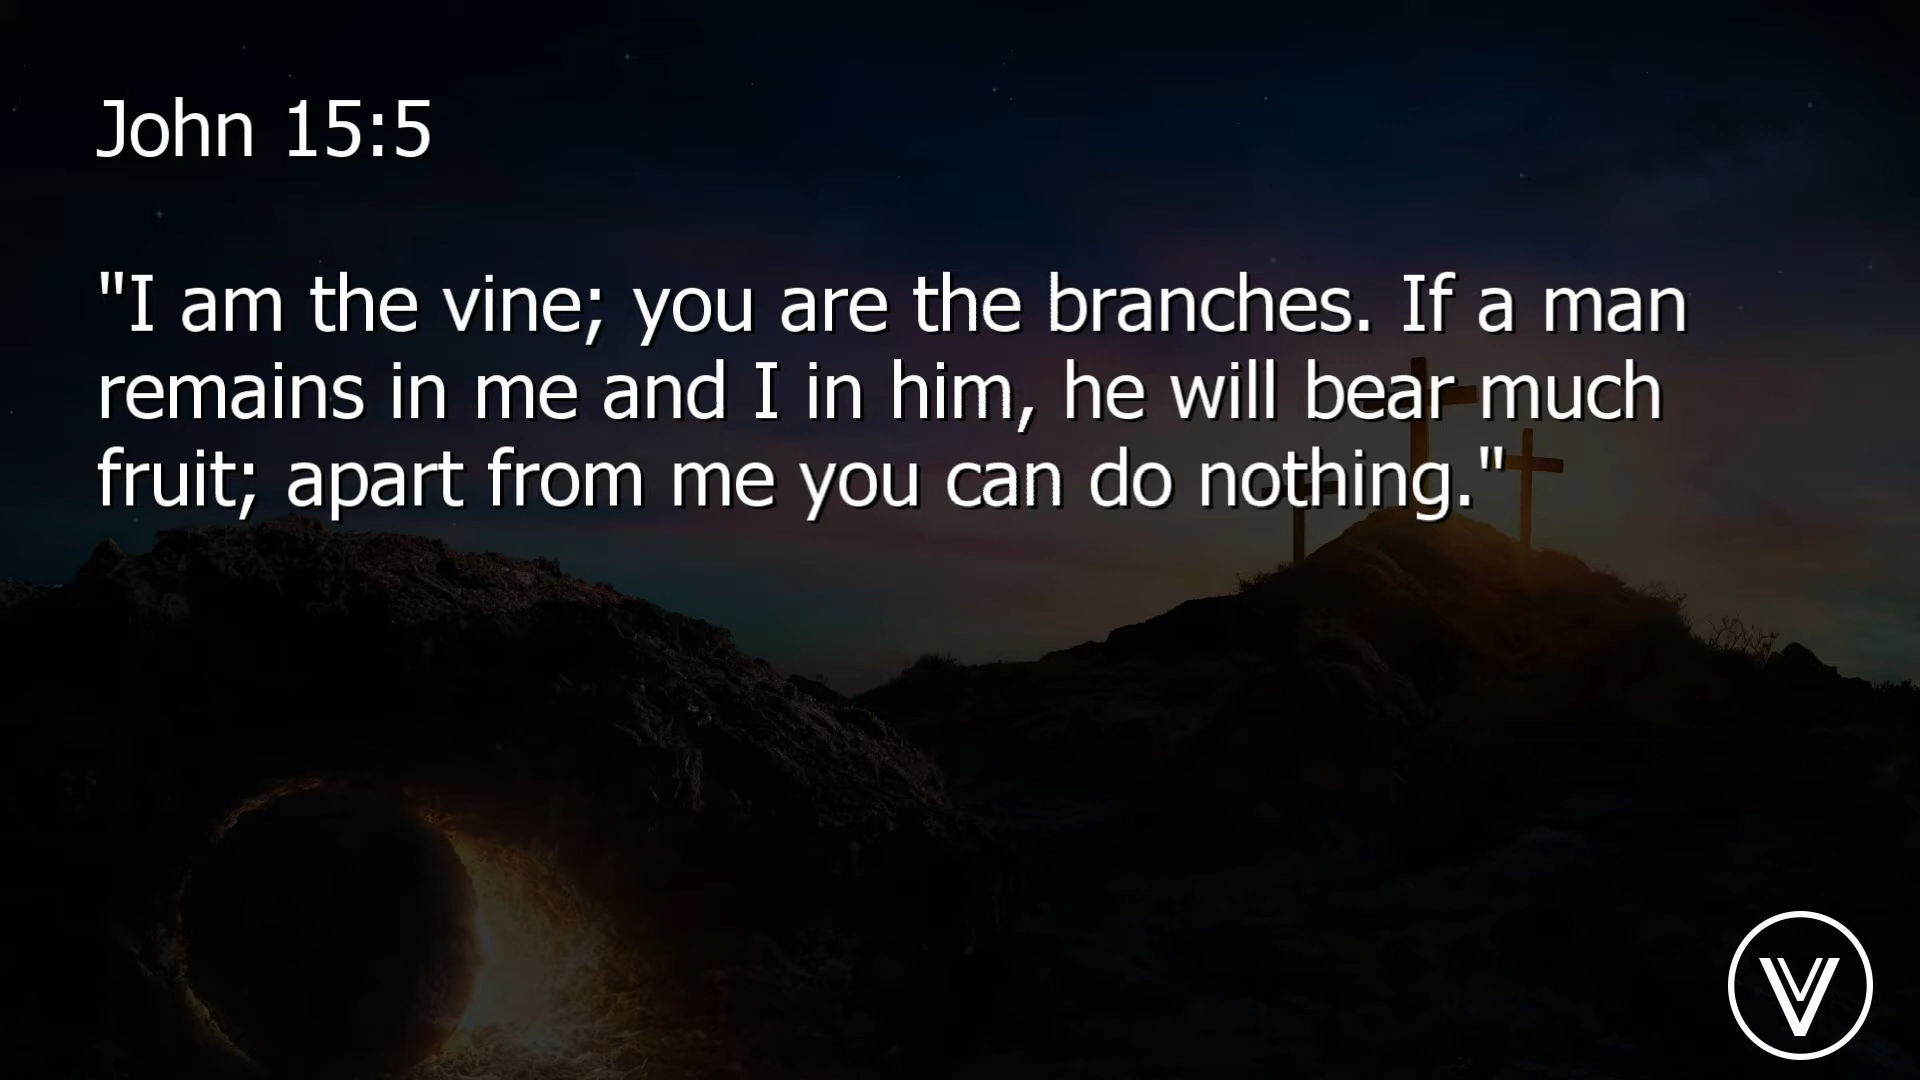 John 15:5
"I am the vine; you are the branches. If a man
remains in me and I in him, he will bear much
fruit; apart from me you can do nothing."